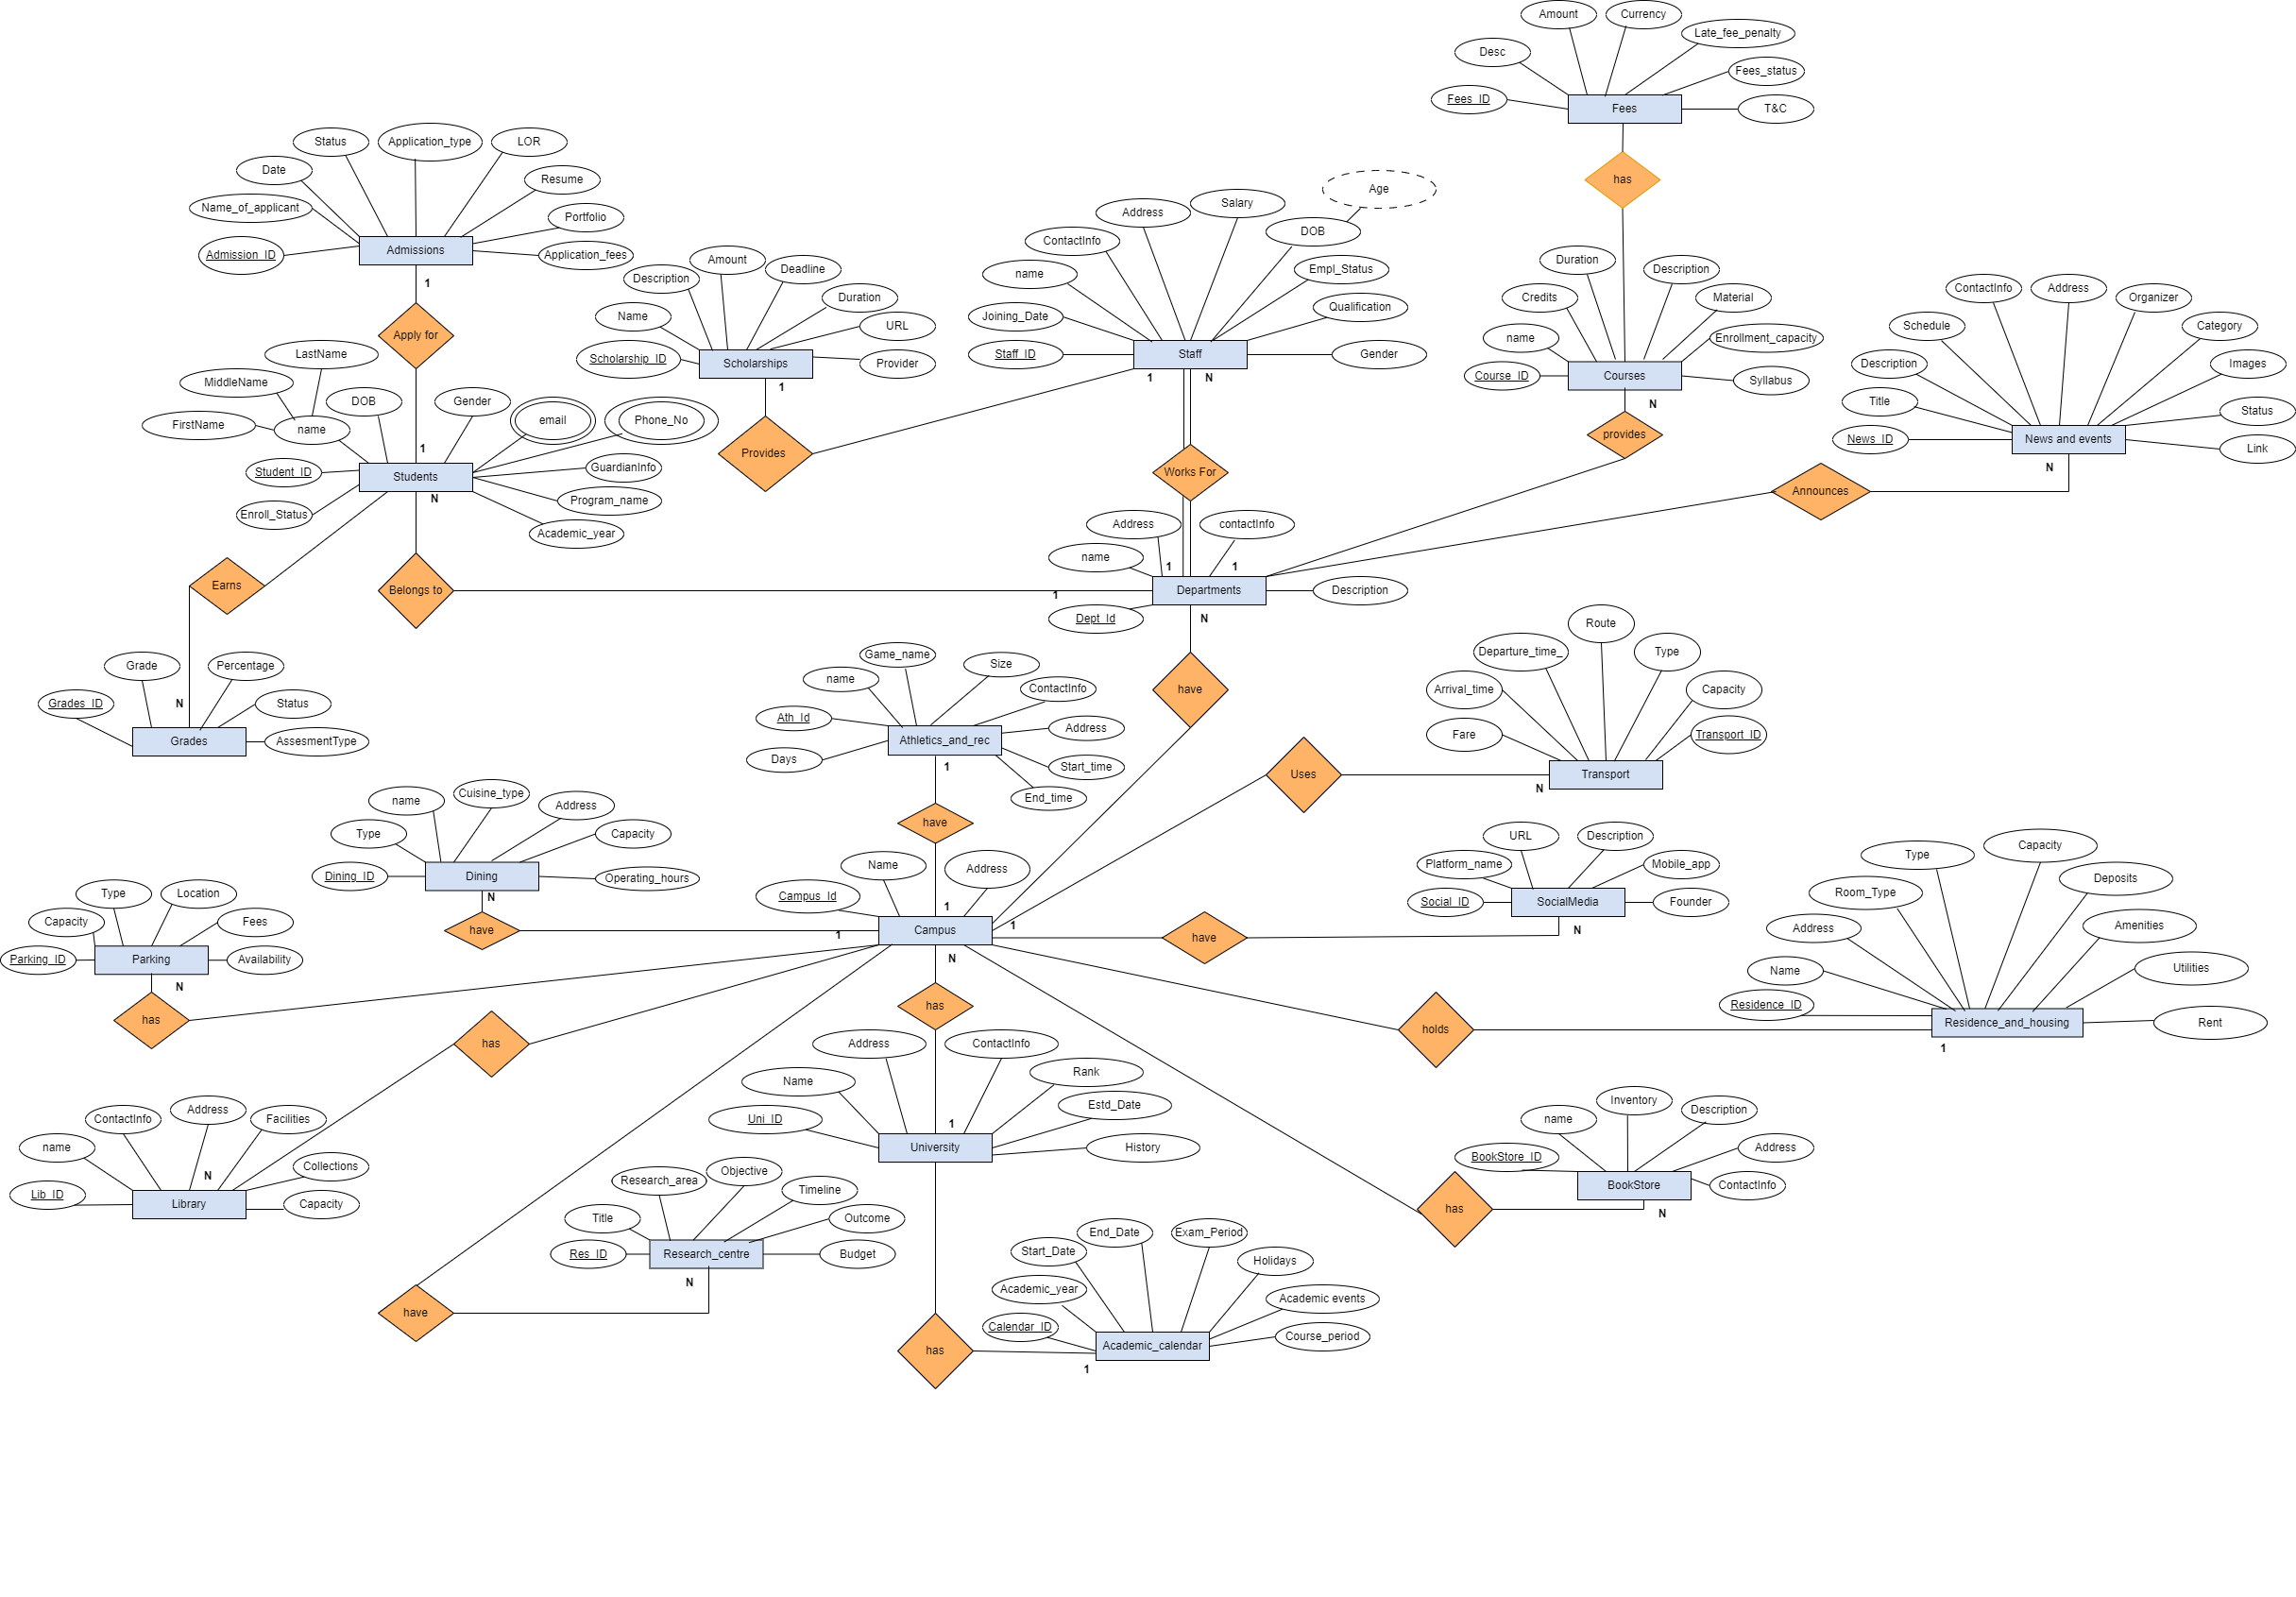 Amount
Currency
Late_fee_penalty
Desc
Fees_status
Fees_ID
Fees
T&C
has
Status
Application_type
LOR
Date
Resume
Name_of_applicant
Portfolio
Admission_ID
Admissions
Application_fees
1
Apply for
LastName
MiddleName
DOB
Gender
FirstName
name
email
Phone_No
1
Student_ID
Students
GuardianInfo
N
Program_name
Enroll_Status
Academic_year
Amount
Description
Deadline
Duration
Name
URL
Scholarship_ID
Scholarships
Provider
1
Provides
Age
Address
Salary
DOB
ContactInfo
name
Empl_Status
Joining_Date
Qualification
Staff_ID
Staff
Gender
1
N
Works For
Duration
Description
Credits
Material
name
Enrollment_capacity
Course_ID
Courses
Syllabus
N
provides
ContactInfo
Address
Organizer
Schedule
Category
Description
Images
Title
Status
News_ID
News and events
Link
N
Announces
Address
contactInfo
name
1
1
Departments
Description
1
Dept_Id
N
have
Earns
Belongs to
Grade
Percentage
Grades_ID
N
Status
Grades
AssesmentType
Game_name
Size
name
ContactInfo
Ath_Id
Address
Athletics_and_rec
Days
1
Start_time
End_time
have
Route
Departure_time_
Type
Arrival_time
Capacity
Fare
Transport_ID
Uses
Transport
N
name
Cuisine_type
Address
Type
Capacity
Dining_ID
Dining
Operating_hours
N
have
Type
Location
Capacity
Fees
Parking_ID
Parking
Availability
N
has
Name
Address
Campus_Id
1
1
1
Campus
N
URL
Description
Platform_name
Mobile_app
Social_ID
SocialMedia
Founder
N
have
Type
Capacity
Room_Type
Deposits
Address
Amenities
Name
Utilities
Residence_ID
Residence_and_housing
Rent
1
holds
has
has
Address
ContactInfo
Name
Rank
Uni_ID
Estd_Date
1
University
History
ContactInfo
Address
Facilities
name
Collections
N
Lib_ID
Library
Capacity
Inventory
name
Description
BookStore_ID
Address
BookStore
ContactInfo
N
has
Research_area
Objective
Timeline
Title
Outcome
Res_ID
Research_centre
Budget
N
have
End_Date
Exam_Period
Start_Date
Holidays
Academic_year
Academic events
Calendar_ID
Course_period
Academic_calendar
1
has